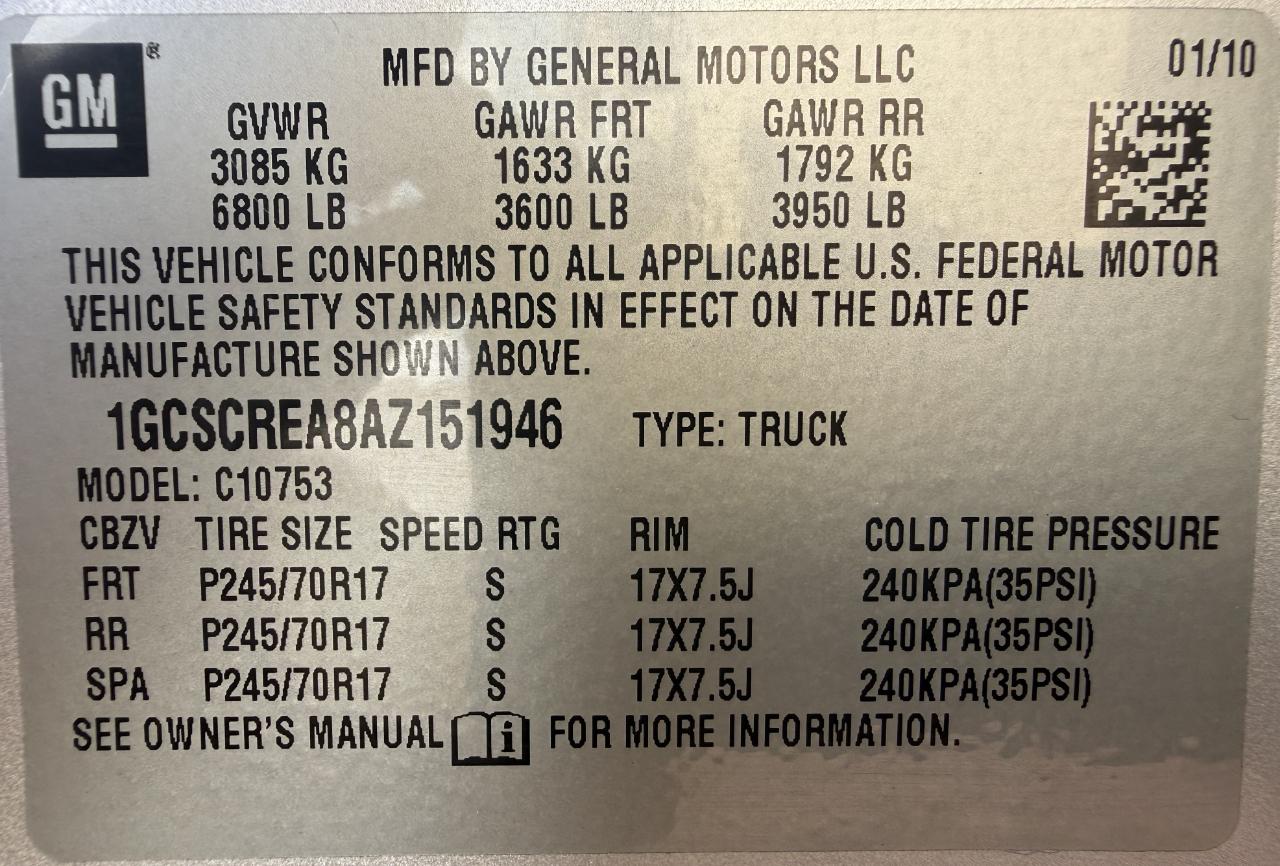 GM®
MFD BY GENERAL MOTORS LLC 01/10
GVWR GAWR FRT GAWR RR
3085 KG 1633 KG 1792 KG
6800 LB 3600 LB 3950 LB
THIS VEHICLE CONFORMS TO ALL APPLICABLE U.S. FEDERAL MOTOR
VEHICLE SAFETY STANDARDS IN EFFECT ON THE DATE OF
MANUFACTURE SHOWN ABOVE.
1GCSCREA8AZ151946 TYPE: TRUCK
MODEL: C10753
CBZV TIRE SIZE SPEED RTG RIM COLD TIRE PRESSURE
FRT P245/70R17 S 17X7.5J 240KPA(35PSI)
RR P245/70R17 S 17X7.5J 240KPA(35PSI)
SPA P245/70R17 S 17X7.5J 240KPA(35PSI)
SEE OWNER'S MANUAL i FOR MORE INFORMATION.